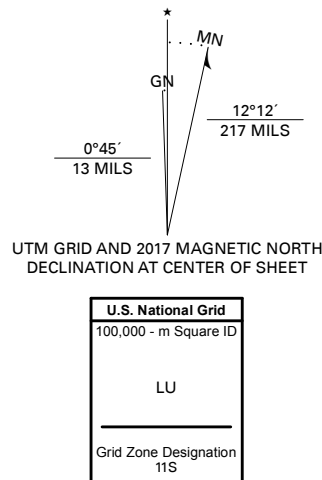 ★
MN
GN
0°45´
13 MILS
12°12´
217 MILS
UTM GRID AND 2017 MAGNETIC NORTH
DECLINATION AT CENTER OF SHEET
U.S. National Grid
100,000 - m Square ID
LU
Grid Zone Designation
11S